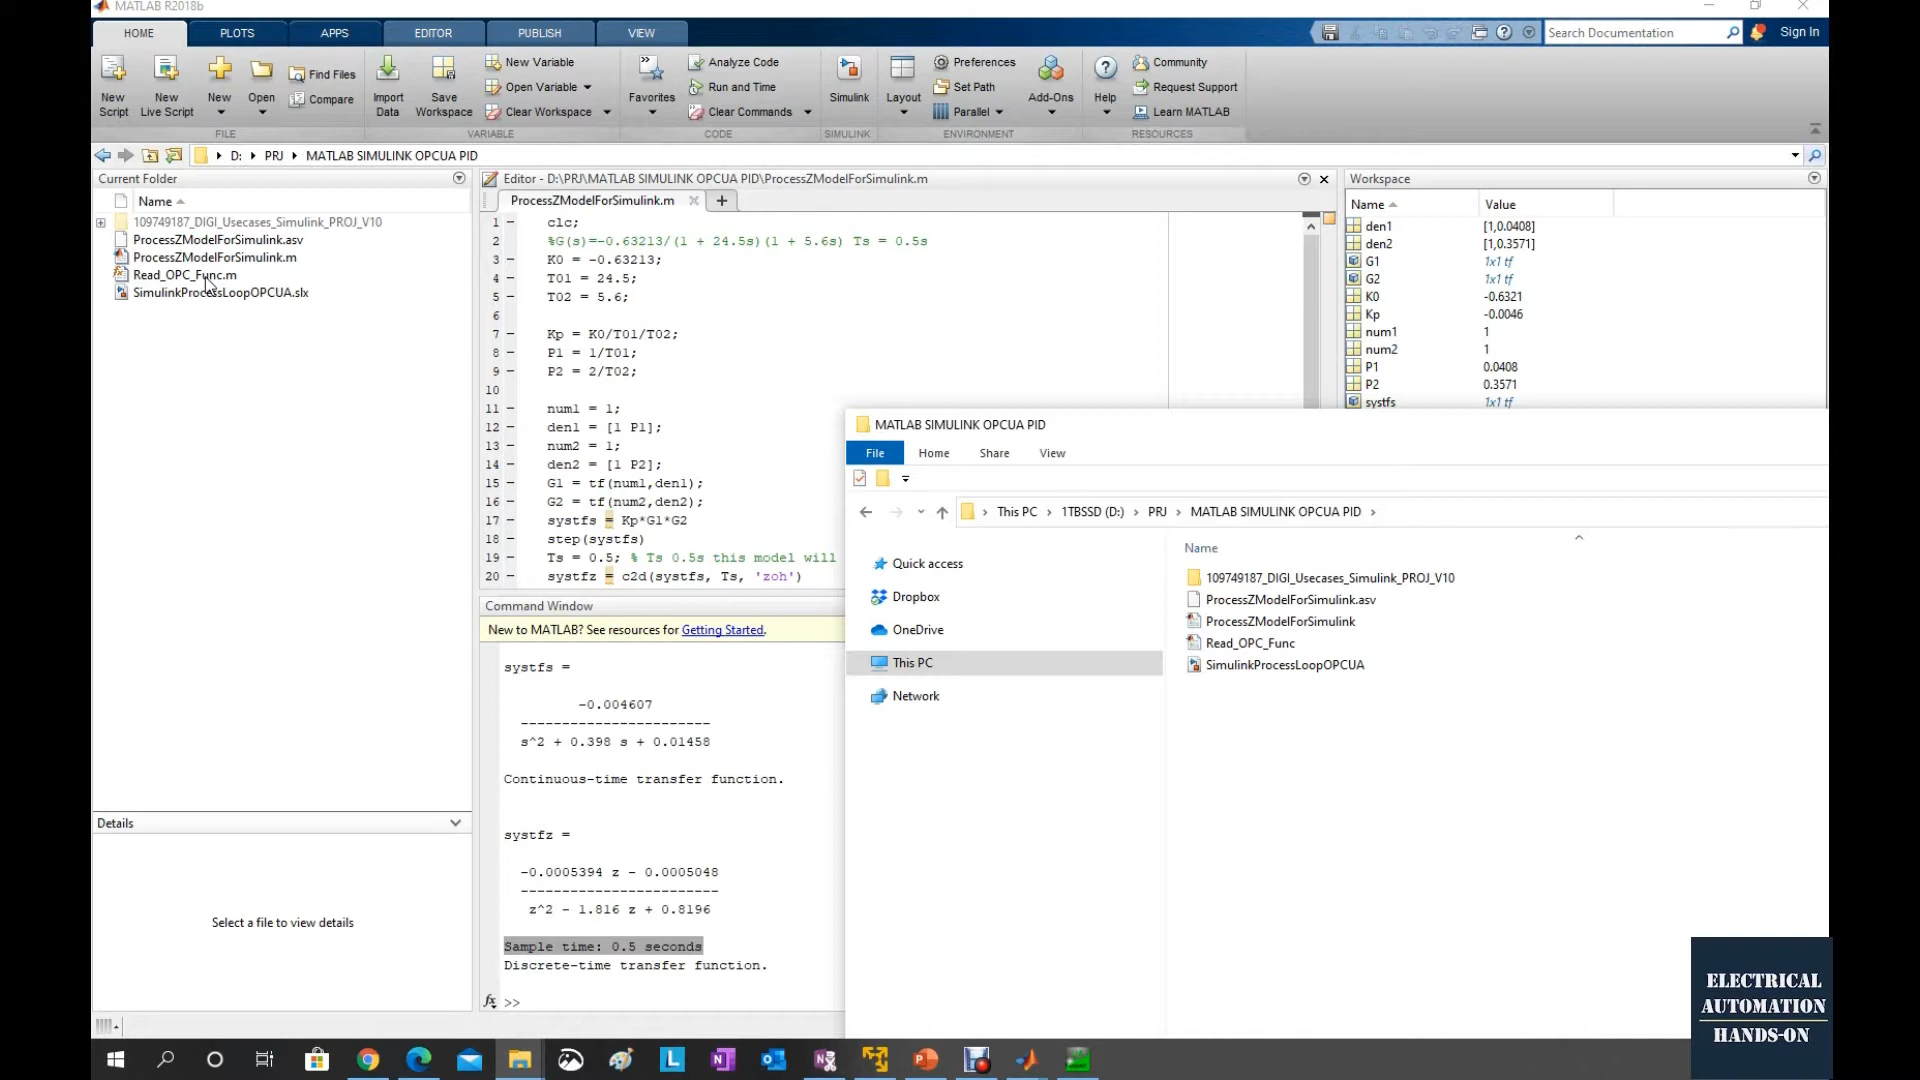 MATLAB R2018b
HOME PLOTS APPS EDITOR PUBLISH VIEW
Search Documentation
Sign In
New Script
New Live Script
New
Open
Find Files
Compare
Import Data
Save Workspace
New Variable
Open Variable
Clear Workspace
Favorites
Analyze Code
Run and Time
Clear Commands
Simulink
Layout
Preferences
Set Path
Parallel
Add-Ons
Help
Community
Request Support
Learn MATLAB
FILE VARIABLE CODE SIMULINK ENVIRONMENT RESOURCES
D: PRJ MATLAB SIMULINK OPCUA PID
Current Folder
Name
109749187_DIGI_Usecases_Simulink_PROJ_V10
ProcessZModelForSimulink.asv
ProcessZModelForSimulink.m
Read_OPC_Func.m
SimulinkProcessLoopOPCUA.slx
Details
Select a file to view details
Editor - D:\PRJ\MATLAB SIMULINK OPCUA PID\ProcessZModelForSimulink.m
ProcessZModelForSimulink.m
1 clc;
2 %G(s)=-0.63213/(1 + 24.5s)(1 + 5.6s) Ts = 0.5s
3 K0 = -0.63213;
4 T01 = 24.5;
5 T02 = 5.6;
6
7 Kp = K0/T01/T02;
8 P1 = 1/T01;
9 P2 = 2/T02;
10
11 num1 = 1;
12 den1 = [1 P1];
13 num2 = 1;
14 den2 = [1 P2];
15 G1 = tf(num1,den1);
16 G2 = tf(num2,den2);
17 systfs = Kp*G1*G2
18 step(systfs)
19 Ts = 0.5; % Ts 0.5s this model will
20 systfz = c2d(systfs, Ts, 'zoh')
Command Window
New to MATLAB? See resources for Getting Started.
systfs =
-0.004607
-----------------------
s^2 + 0.398 s + 0.01458
Continuous-time transfer function.
systfz =
-0.0005394 z - 0.0005048
------------------------
z^2 - 1.816 z + 0.8196
Sample time: 0.5 seconds
Discrete-time transfer function.
fx >>
Workspace
Name Value
den1 [1,0.0408]
den2 [1,0.3571]
G1 1x1 tf
G2 1x1 tf
K0 -0.6321
Kp -0.0046
num1 1
num2 1
P1 0.0408
P2 0.3571
systfs 1x1 tf
MATLAB SIMULINK OPCUA PID
File Home Share View
This PC 1TBSSD (D:) PRJ MATLAB SIMULINK OPCUA PID
Quick access
Dropbox
OneDrive
This PC
Network
Name
109749187_DIGI_Usecases_Simulink_PROJ_V10
ProcessZModelForSimulink.asv
ProcessZModelForSimulink
Read_OPC_Func
SimulinkProcessLoopOPCUA
ELECTRICAL
AUTOMATION
HANDS-ON